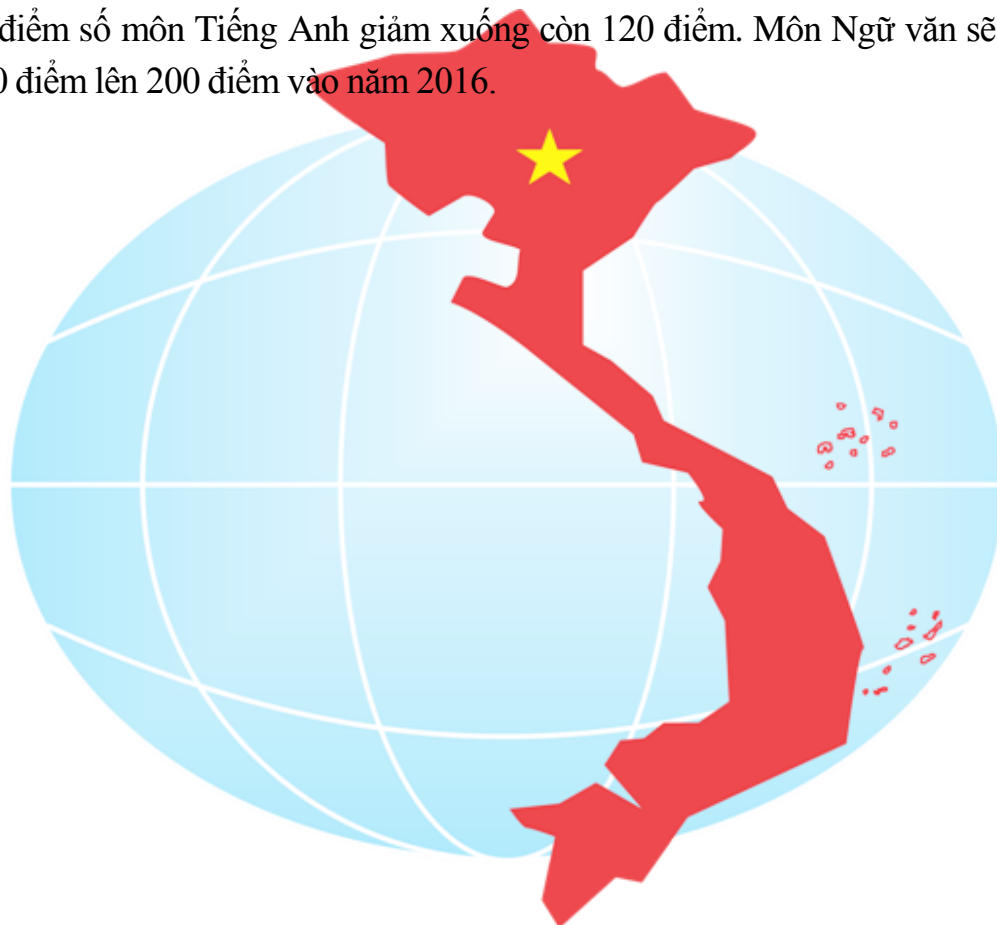 điểm số môn Tiếng Anh giảm xuống còn 120 điểm. Môn Ngữ văn sẽ
0 điểm lên 200 điểm vào năm 2016.